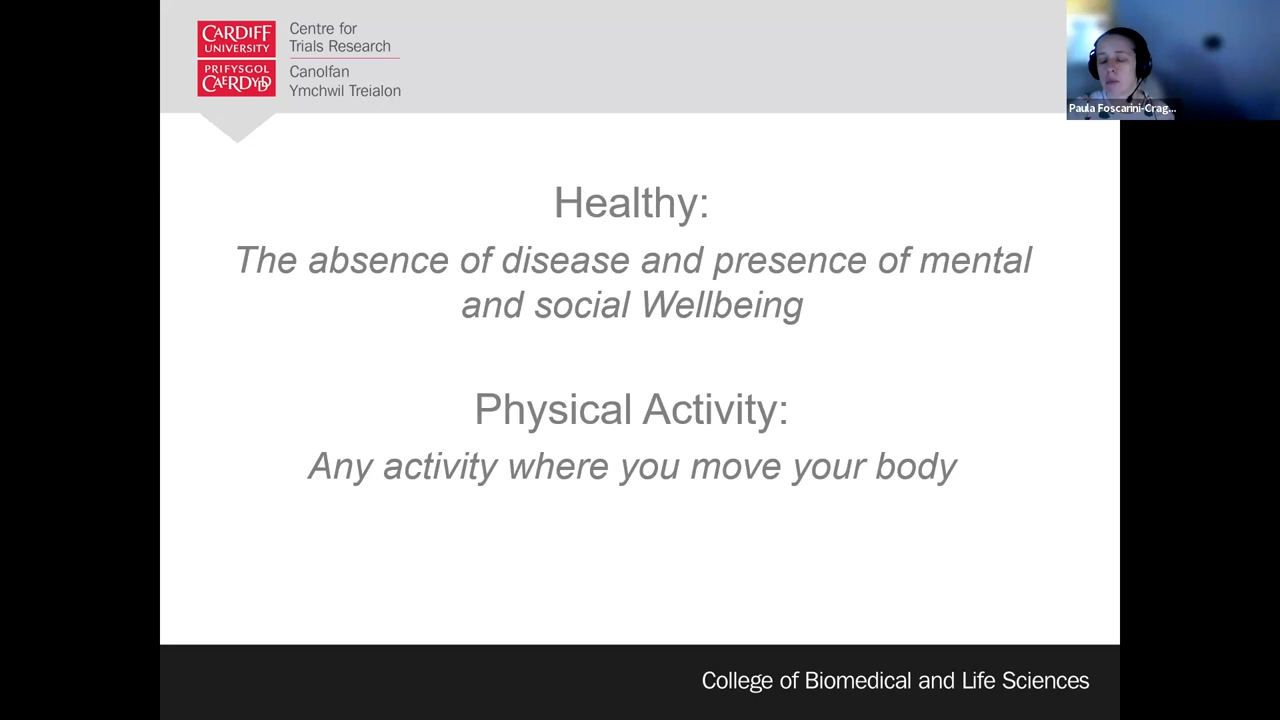 CARDIFF
UNIVERSITY
PRIFYSGOL
CAERDYDD
Centre for
Trials Research
Canolfan
Ymchwil Treialon
Paula Foscarini-Crag...
Healthy:
The absence of disease and presence of mental
and social Wellbeing
Physical Activity:
Any activity where you move your body
College of Biomedical and Life Sciences